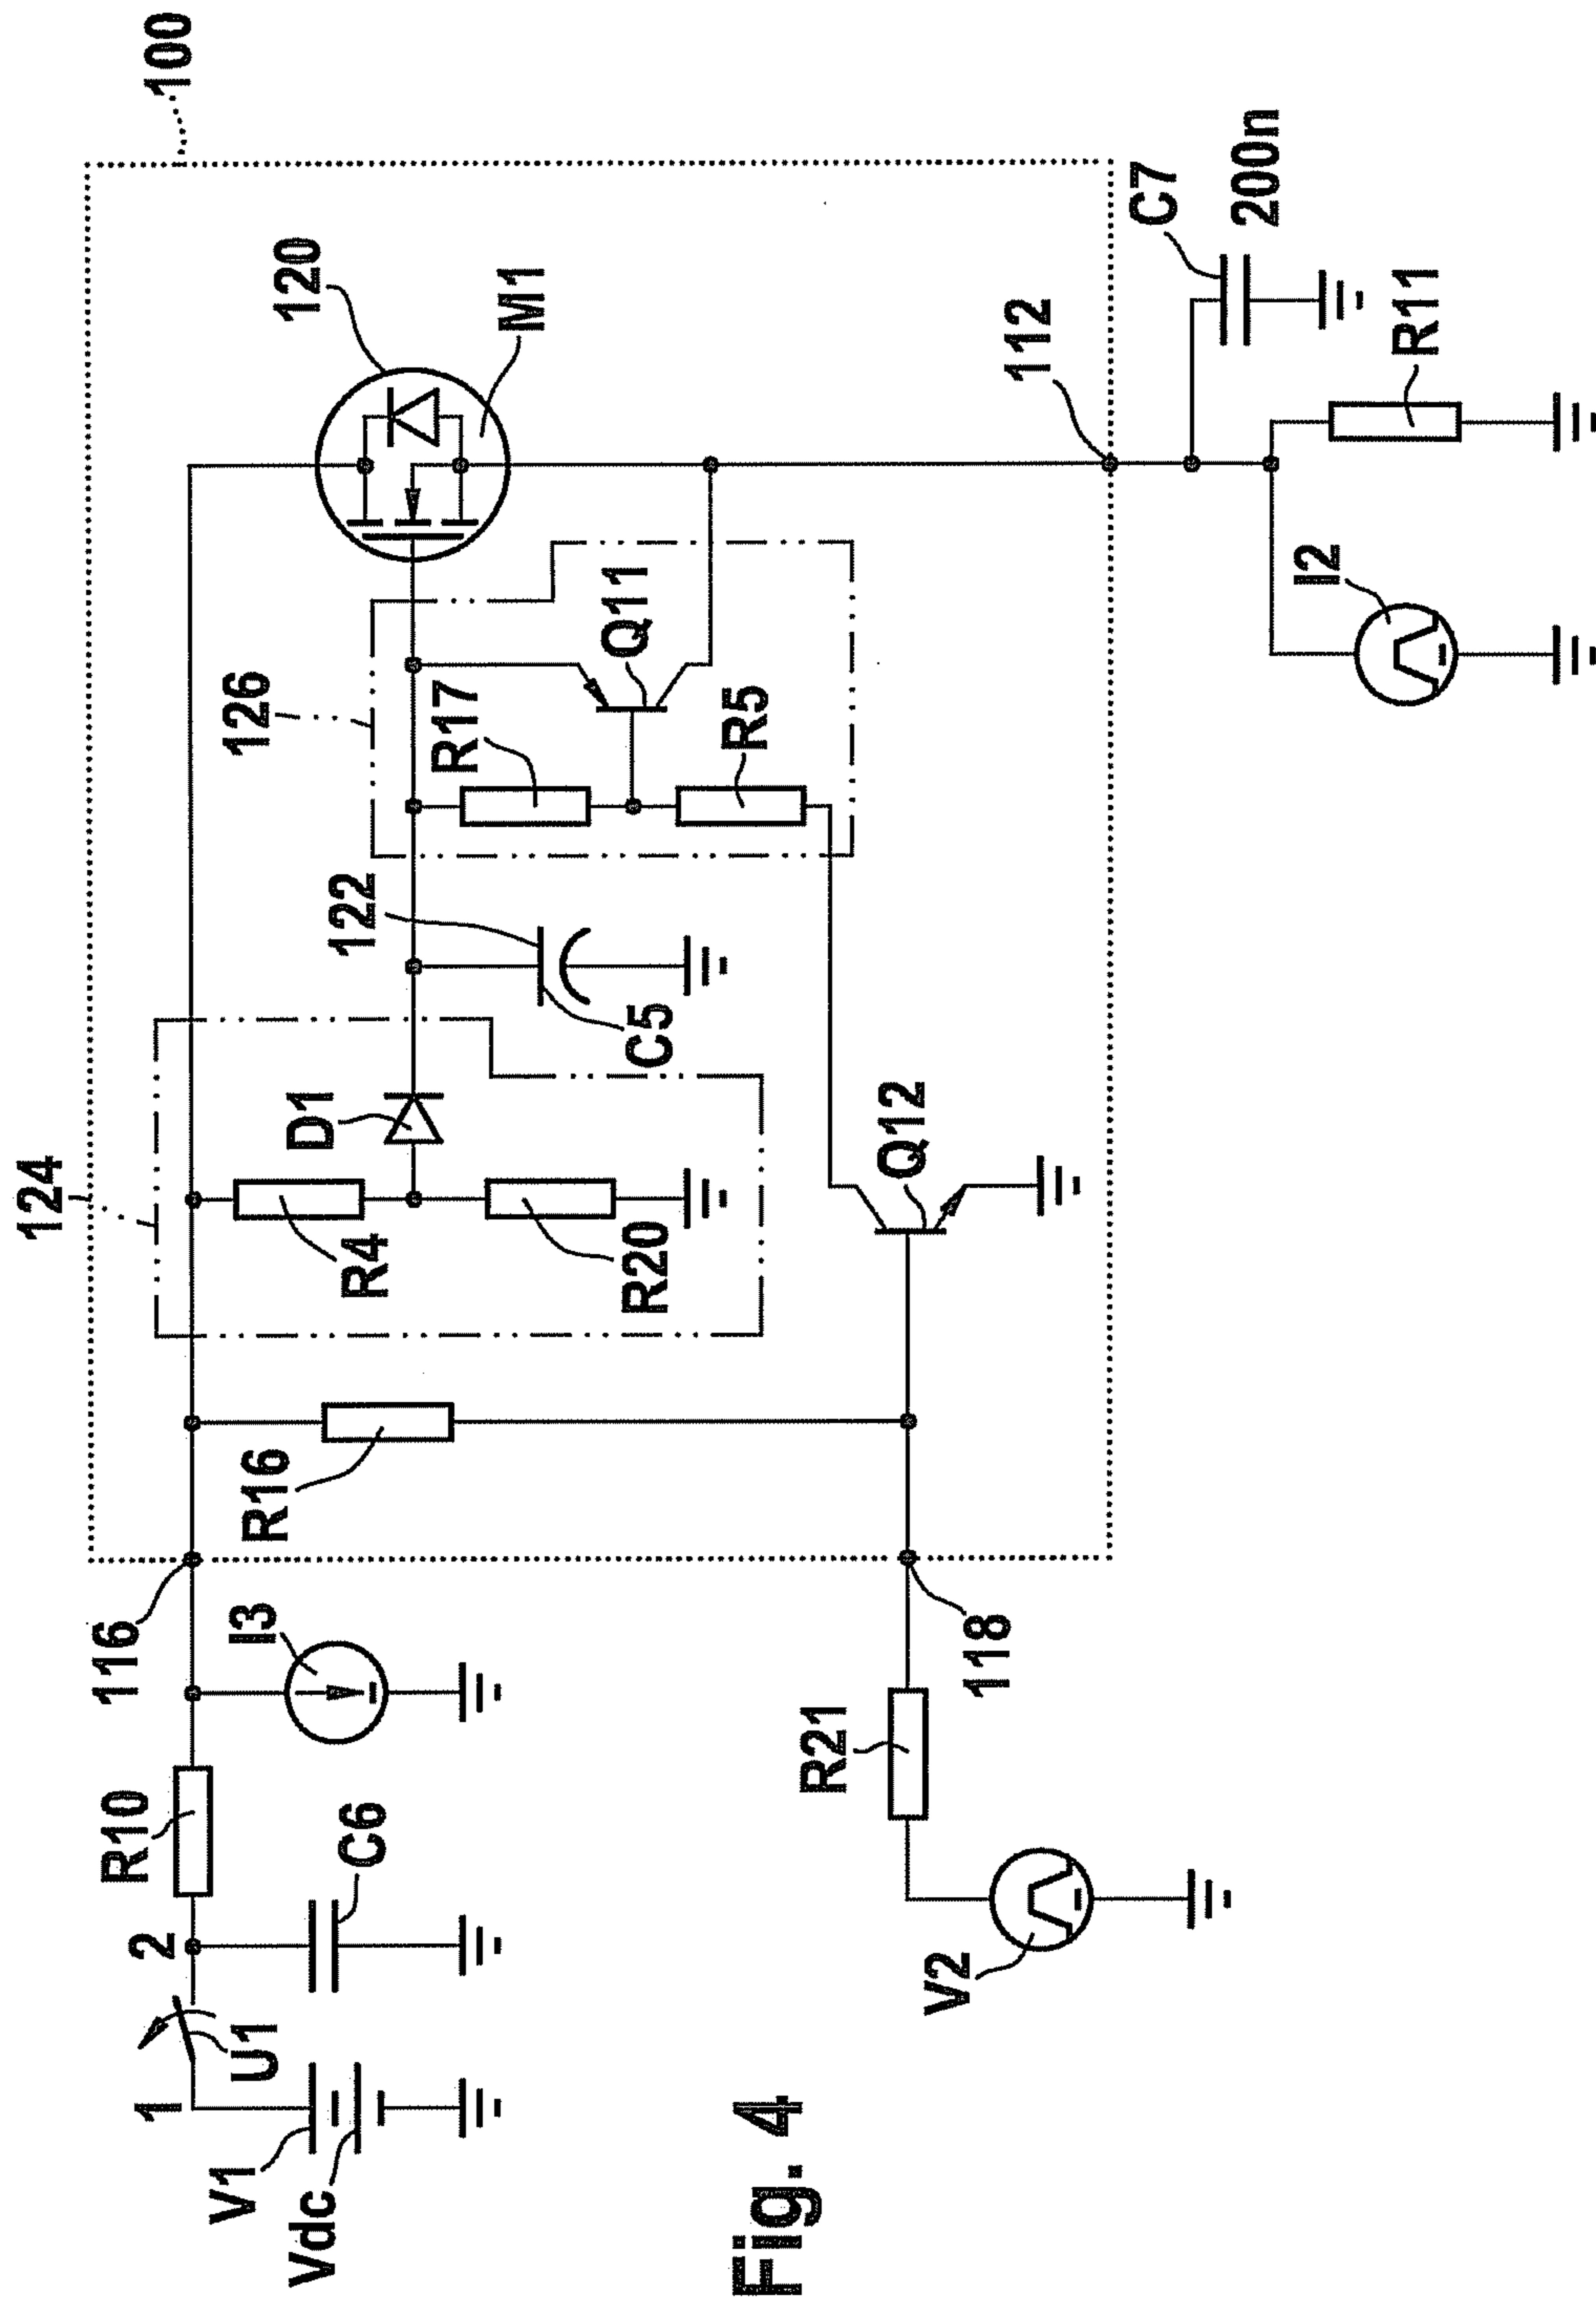 100
120
M1
124
126
122
D1
R4
R20
C5
R17
Q11
R5
Q12
R16
116
118
112
C7
200n
R11
I2
I3
R10
2
C6
U1
1
V1
Vdc
R21
V2
Fig. 4